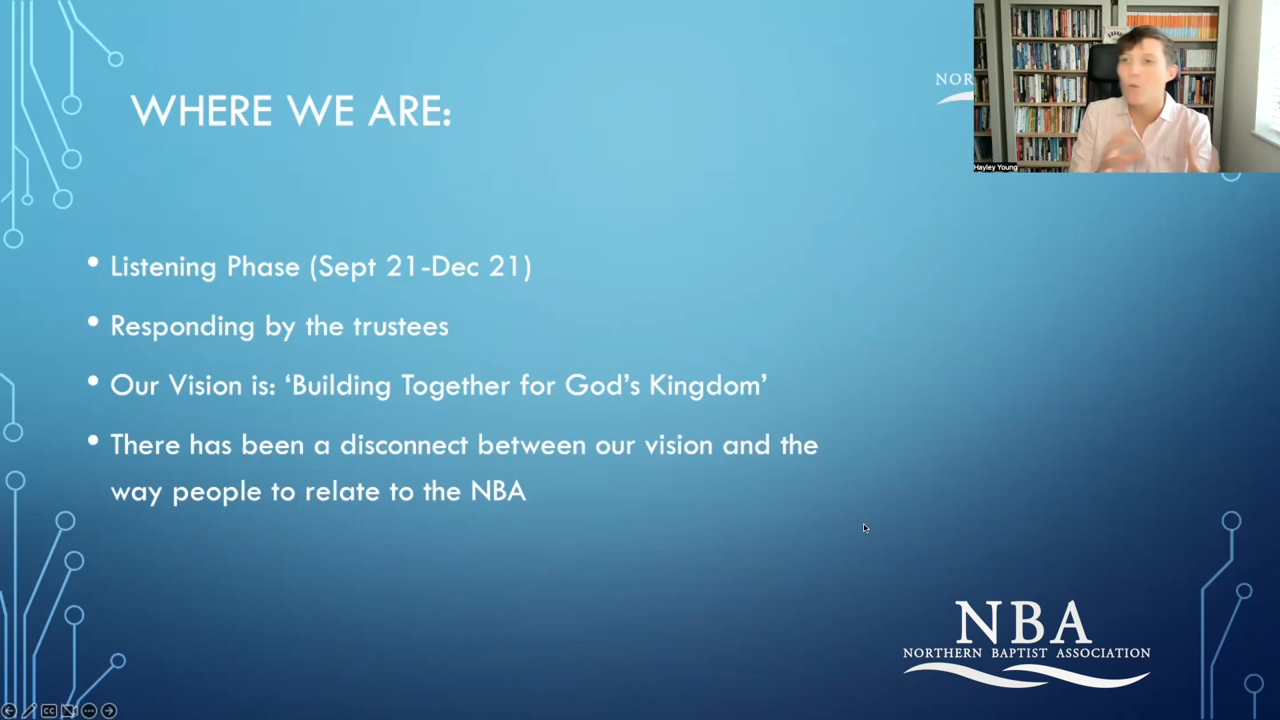 WHERE WE ARE:
NOR
Hayley Young
• Listening Phase (Sept 21-Dec 21)
• Responding by the trustees
• Our Vision is: ‘Building Together for God’s Kingdom’
• There has been a disconnect between our vision and the
way people to relate to the NBA
NBA
NORTHERN BAPTIST ASSOCIATION
CC